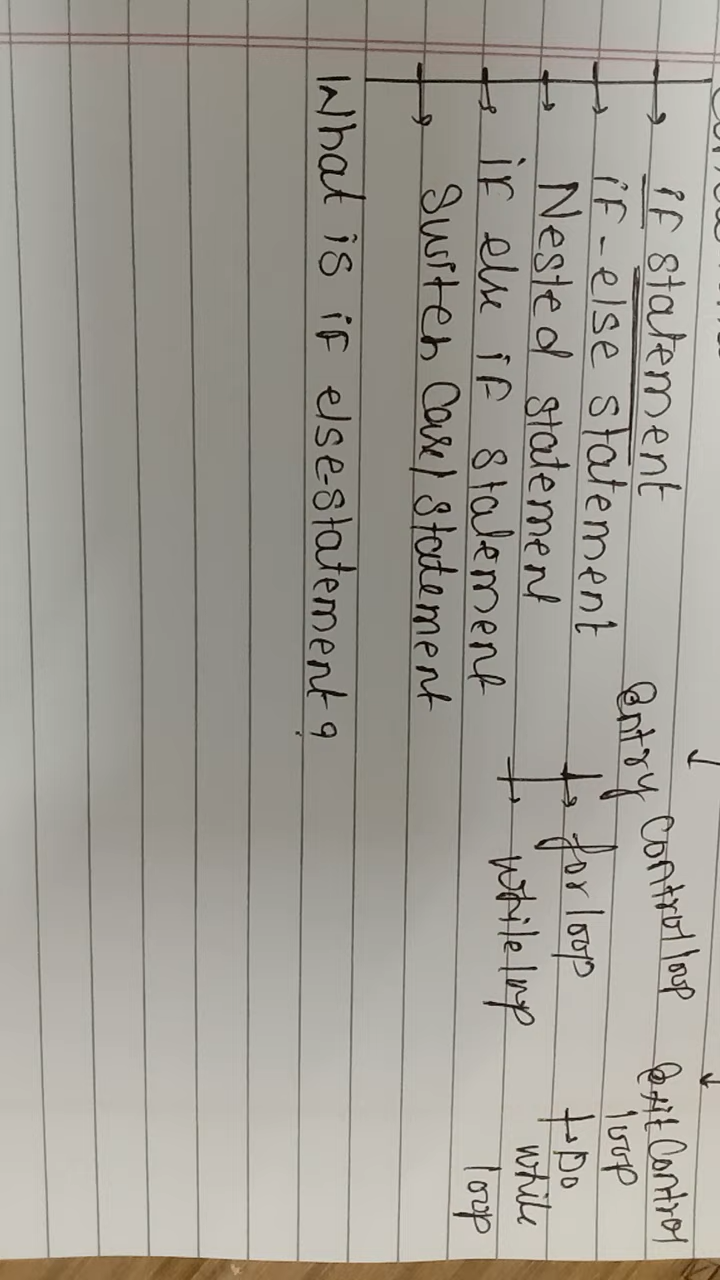 if statement
if-else statement
Nested statement
if else if statement
Switch Case/statement
entry control loop
for loop
while loop
exit control
loop
Do
while
loop
What is if else-statement?